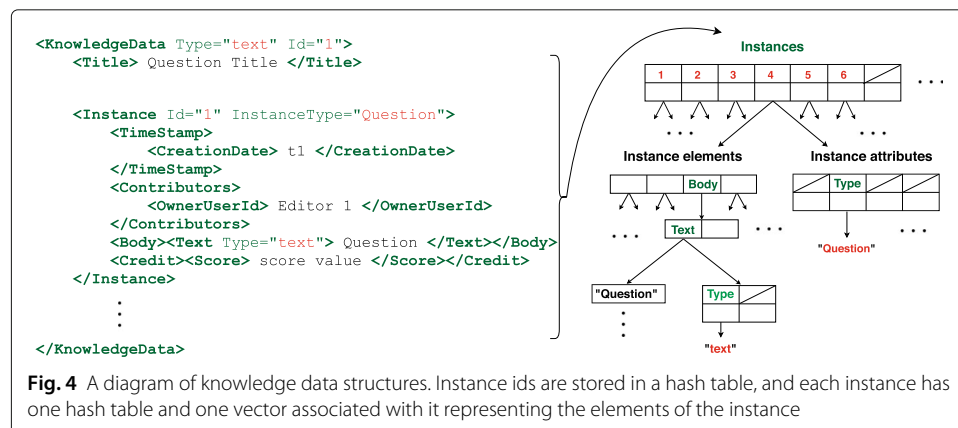 <KnowledgeData Type="text" Id="1">
<Title> Question Title </Title>
<Instance Id="1" InstanceType="Question">
<TimeStamp>
<CreationDate> t1 </CreationDate>
</TimeStamp>
<Contributors>
<OwnerUserId> Editor 1 </OwnerUserId>
</Contributors>
<Body><Text Type="text"> Question </Text></Body>
<Credit><Score> score value </Score></Credit>
</Instance>
</KnowledgeData>
Instances
1 2 3 4 5 6
Instance elements
Instance attributes
Body
Type
Text
"Question"
"Question"
Type
"text"
Fig. 4 A diagram of knowledge data structures. Instance ids are stored in a hash table, and each instance has
one hash table and one vector associated with it representing the elements of the instance